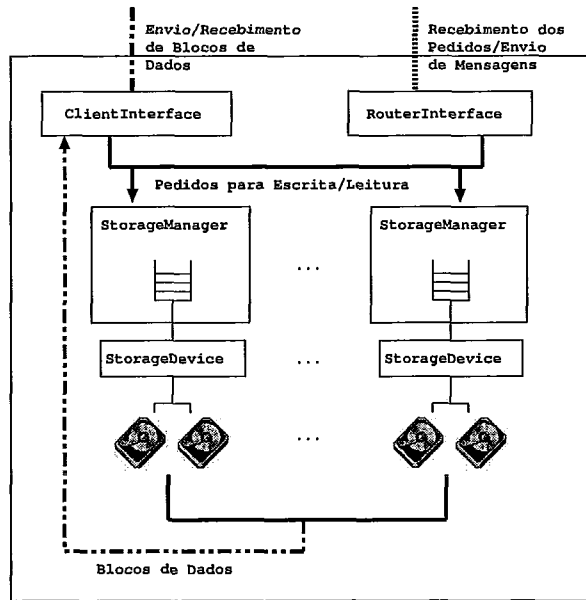 Envio/Recebimento
de Blocos de
Dados
Recebimento dos
Pedidos/Envio
de Mensagens
ClientInterface
RouterInterface
Pedidos para Escrita/Leitura
StorageManager
StorageManager
...
StorageDevice
...
StorageDevice
...
Blocos de Dados